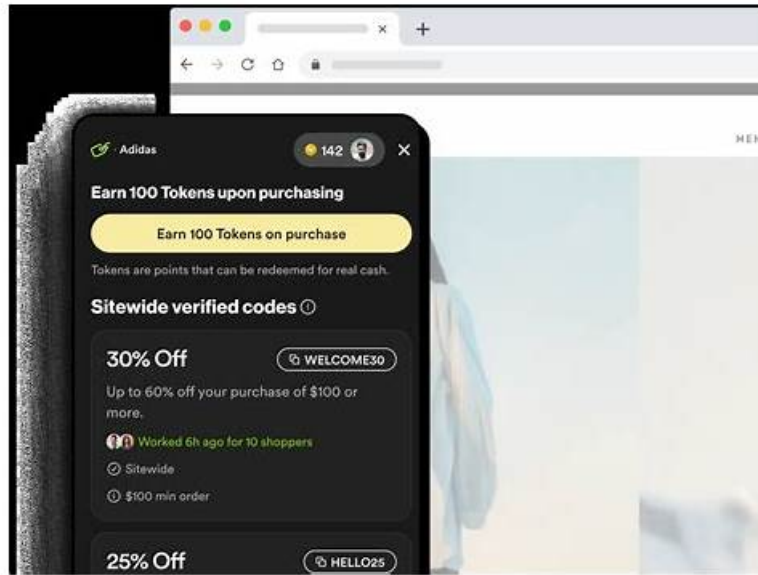 · Adidas
142
Earn 100 Tokens upon purchasing
Earn 100 Tokens on purchase
Tokens are points that can be redeemed for real cash.
Sitewide verified codes
30% Off
WELCOME30
Up to 60% off your purchase of $100 or
more.
Worked 6h ago for 10 shoppers
Sitewide
$100 min order
25% Off
HELLO25